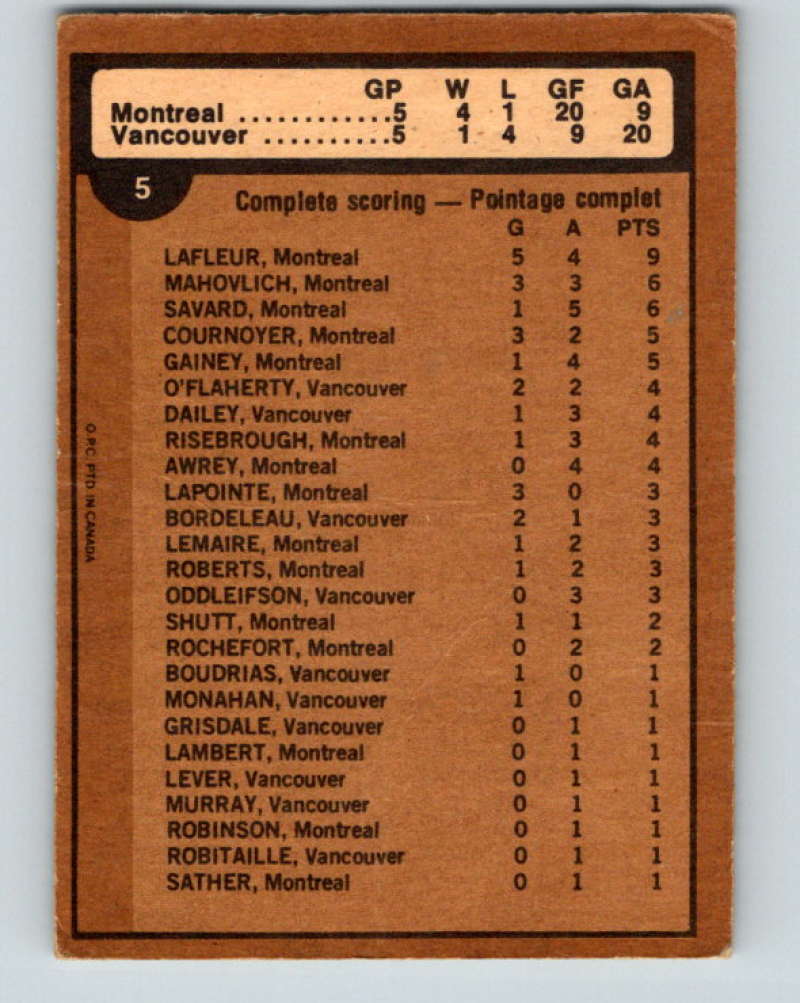 GP W L GF GA
Montreal ............5 4 1 20 9
Vancouver ..........5 1 4 9 20
5
Complete scoring — Pointage complet
G A PTS
LAFLEUR, Montreal 5 4 9
MAHOVLICH, Montreal 3 3 6
SAVARD, Montreal 1 5 6
COURNOYER, Montreal 3 2 5
GAINEY, Montreal 1 4 5
O'FLAHERTY, Vancouver 2 2 4
DAILEY, Vancouver 1 3 4
RISEBROUGH, Montreal 1 3 4
AWREY, Montreal 0 4 4
LAPOINTE, Montreal 3 0 3
BORDELEAU, Vancouver 2 1 3
LEMAIRE, Montreal 1 2 3
ROBERTS, Montreal 1 2 3
ODDLEIFSON, Vancouver 0 3 3
SHUTT, Montreal 1 1 2
ROCHEFORT, Montreal 0 2 2
BOUDRIAS, Vancouver 1 0 1
MONAHAN, Vancouver 1 0 1
GRISDALE, Vancouver 0 1 1
LAMBERT, Montreal 0 1 1
LEVER, Vancouver 0 1 1
MURRAY, Vancouver 0 1 1
ROBINSON, Montreal 0 1 1
ROBITAILLE, Vancouver 0 1 1
SATHER, Montreal 0 1 1
O.P.C. PTD. IN CANADA